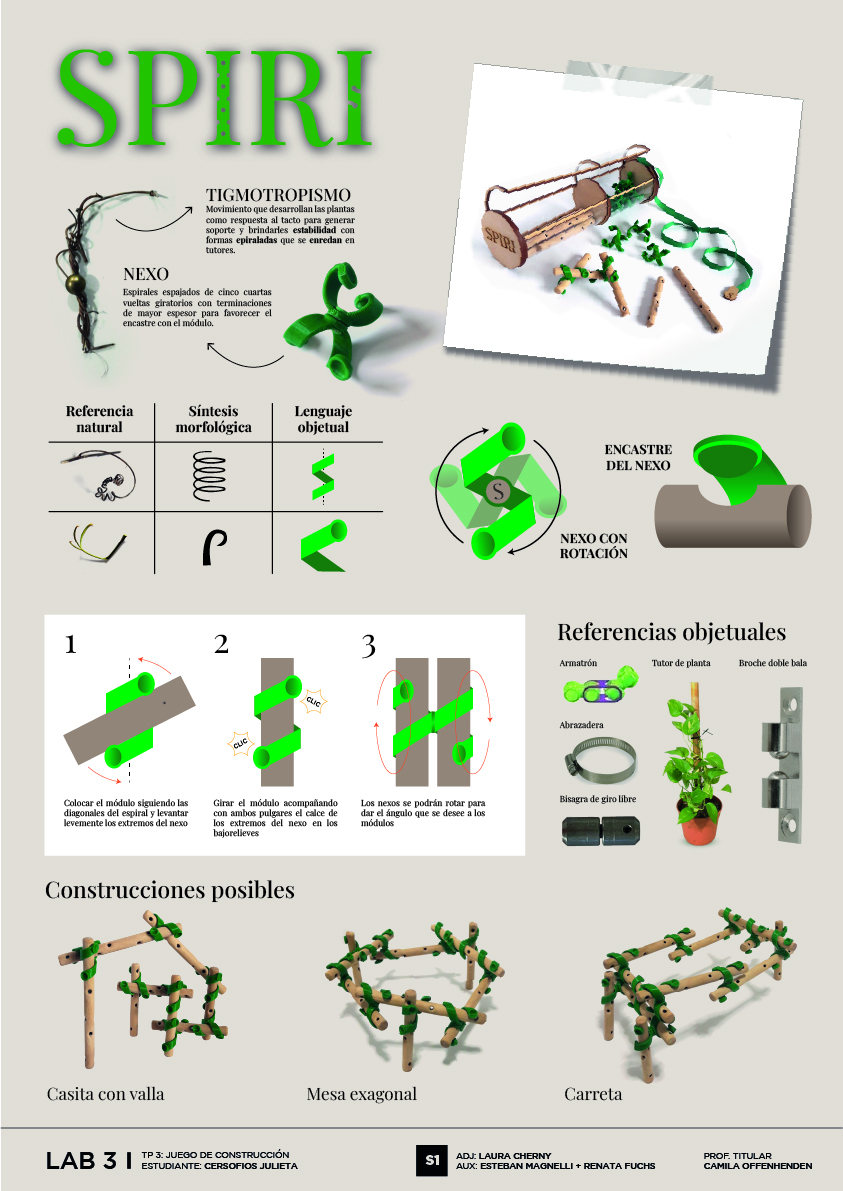 SPIRI
TIGMOTROPISMO
Movimiento que desarrollan las plantas
como respuesta al tacto para generar
soporte y brindarles estabilidad con
formas epiraladas que se enredan en
tutores.
NEXO
Espirales espajados de cinco cuartas
vueltas giratorios con terminaciones
de mayor espesor para favorecer el
encastre con el módulo.
SPIRI
S
Referencia
natural
Síntesis
morfológica
Lenguaje
objetual
S
NEXO CON
ROTACIÓN
ENCASTRE
DEL NEXO
1
Colocar el módulo siguiendo las
diagonales del espiral y levantar
levemente los extremos del nexo
2
CLIC
CLIC
Girar el módulo acompañando
con ambos pulgares el calce de
los extremos del nexo en los
bajorelieves
3
Los nexos se podrán rotar para
dar el ángulo que se desee a los
módulos
Referencias objetuales
Armatrón
Tutor de planta
Broche doble bala
Abrazadera
Bisagra de giro libre
Construcciones posibles
Casita con valla
Mesa exagonal
Carreta
LAB 3 I
TP 3: JUEGO DE CONSTRUCCIÓN
ESTUDIANTE: CERSOFIOS JULIETA
S1
ADJ: LAURA CHERNY
AUX: ESTEBAN MAGNELLI + RENATA FUCHS
PROF. TITULAR
CAMILA OFFENHENDEN